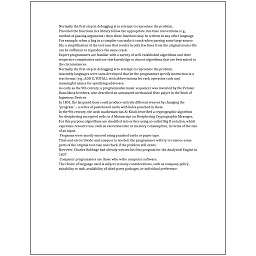 Normally the first step in debugging is to attempt to reproduce the problem.
Provided the functions in a library follow the appropriate run-time conventions (e.g.,
method of passing arguments), then these functions may be written in any other language.
For example, when a bug in a compiler can make it crash when parsing some large source
file, a simplification of the test case that results in only few lines from the original source file
can be sufficient to reproduce the same crash.
Expert programmers are familiar with a variety of well-established algorithms and their
respective complexities and use this knowledge to choose algorithms that are best suited to
the circumstances.
Normally the first step in debugging is to attempt to reproduce the problem.
Assembly languages were soon developed that let the programmer specify instruction in a
text format (e.g., ADD X, TOTAL), with abbreviations for each operation code and
meaningful names for specifying addresses.
As early as the 9th century, a programmable music sequencer was invented by the Persian
Banu Musa brothers, who described an automated mechanical flute player in the Book of
Ingenious Devices.
In 1801, the Jacquard loom could produce entirely different weaves by changing the
"program" – a series of pasteboard cards with holes punched in them.
In the 9th century, the Arab mathematician Al-Kindi described a cryptographic algorithm
for deciphering encrypted code, in A Manuscript on Deciphering Cryptographic Messages.
For this purpose, algorithms are classified into orders using so-called Big O notation, which
expresses resource use, such as execution time or memory consumption, in terms of the size
of an input.
Programs were mostly entered using punched cards or paper tape.
Trial-and-error/divide-and-conquer is needed: the programmer will try to remove some
parts of the original test case and check if the problem still exists.
However, Charles Babbage had already written his first program for the Analytical Engine in
1837.
Computer programmers are those who write computer software.
The choice of language used is subject to many considerations, such as company policy,
suitability to task, availability of third-party packages, or individual preference.